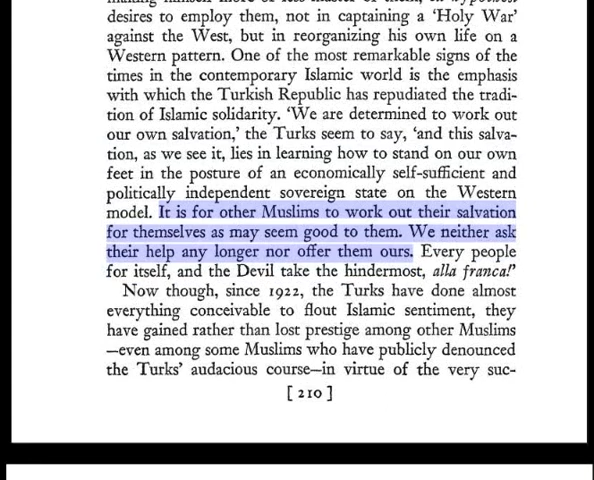 desires to employ them, not in captaining a ‘Holy War’
against the West, but in reorganizing his own life on a
Western pattern. One of the most remarkable signs of the
times in the contemporary Islamic world is the emphasis
with which the Turkish Republic has repudiated the tradi-
tion of Islamic solidarity. ‘We are determined to work out
our own salvation,’ the Turks seem to say, ‘and this salva-
tion, as we see it, lies in learning how to stand on our own
feet in the posture of an economically self-sufficient and
politically independent sovereign state on the Western
model. It is for other Muslims to work out their salvation
for themselves as may seem good to them. We neither ask
their help any longer nor offer them ours. Every people
for itself, and the Devil take the hindermost, alla franca!’
Now though, since 1922, the Turks have done almost
everything conceivable to flout Islamic sentiment, they
have gained rather than lost prestige among other Muslims
—even among some Muslims who have publicly denounced
the Turks’ audacious course—in virtue of the very suc-
[ 210 ]